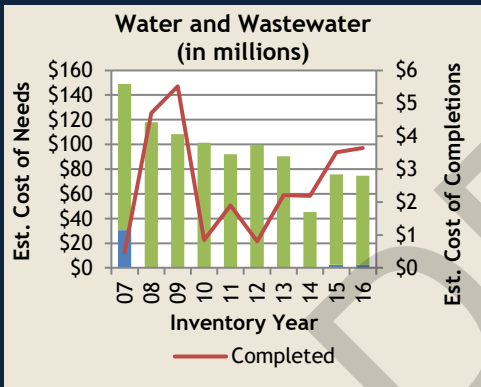 Water and Wastewater
(in millions)
Est. Cost of Needs
$160
$140
$120
$100
$80
$60
$40
$20
$0
$6
$5
$4
$3
$2
$1
$0
Est. Cost of Completions
07 08 09 10 11 12 13 14 15 16
Inventory Year
Completed